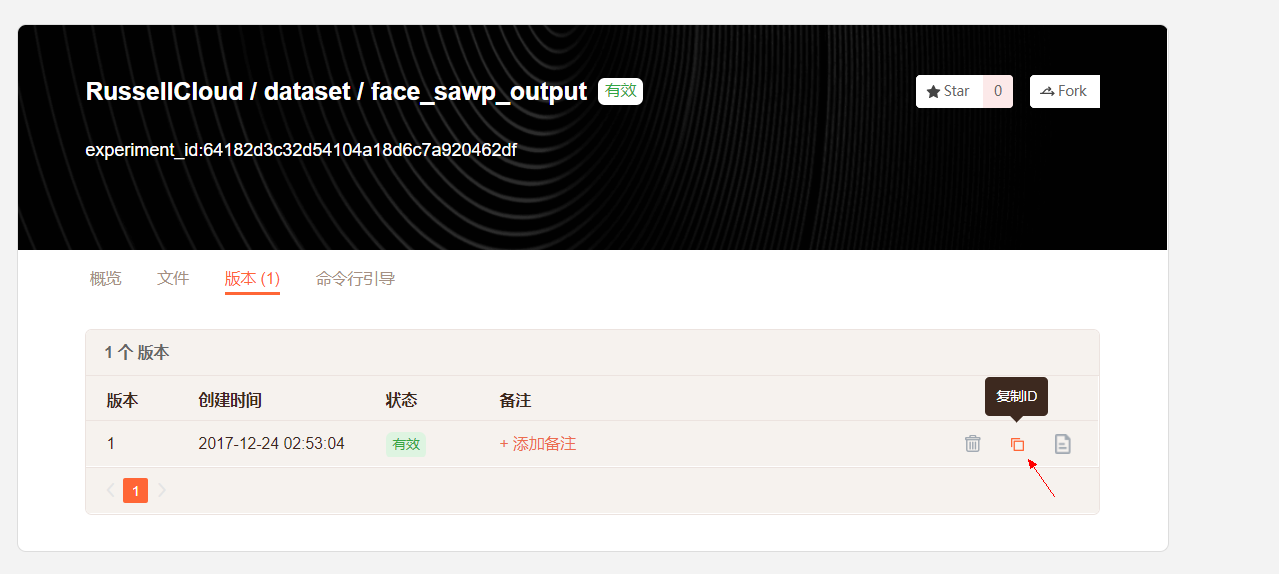 RussellCloud / dataset / face_sawp_output 有效
Star 0 Fork
experiment_id:64182d3c32d54104a18d6c7a920462df
概览 文件 版本 (1) 命令行引导
1 个 版本
版本 创建时间 状态 备注
复制ID
1 2017-12-24 02:53:04 有效 + 添加备注
1